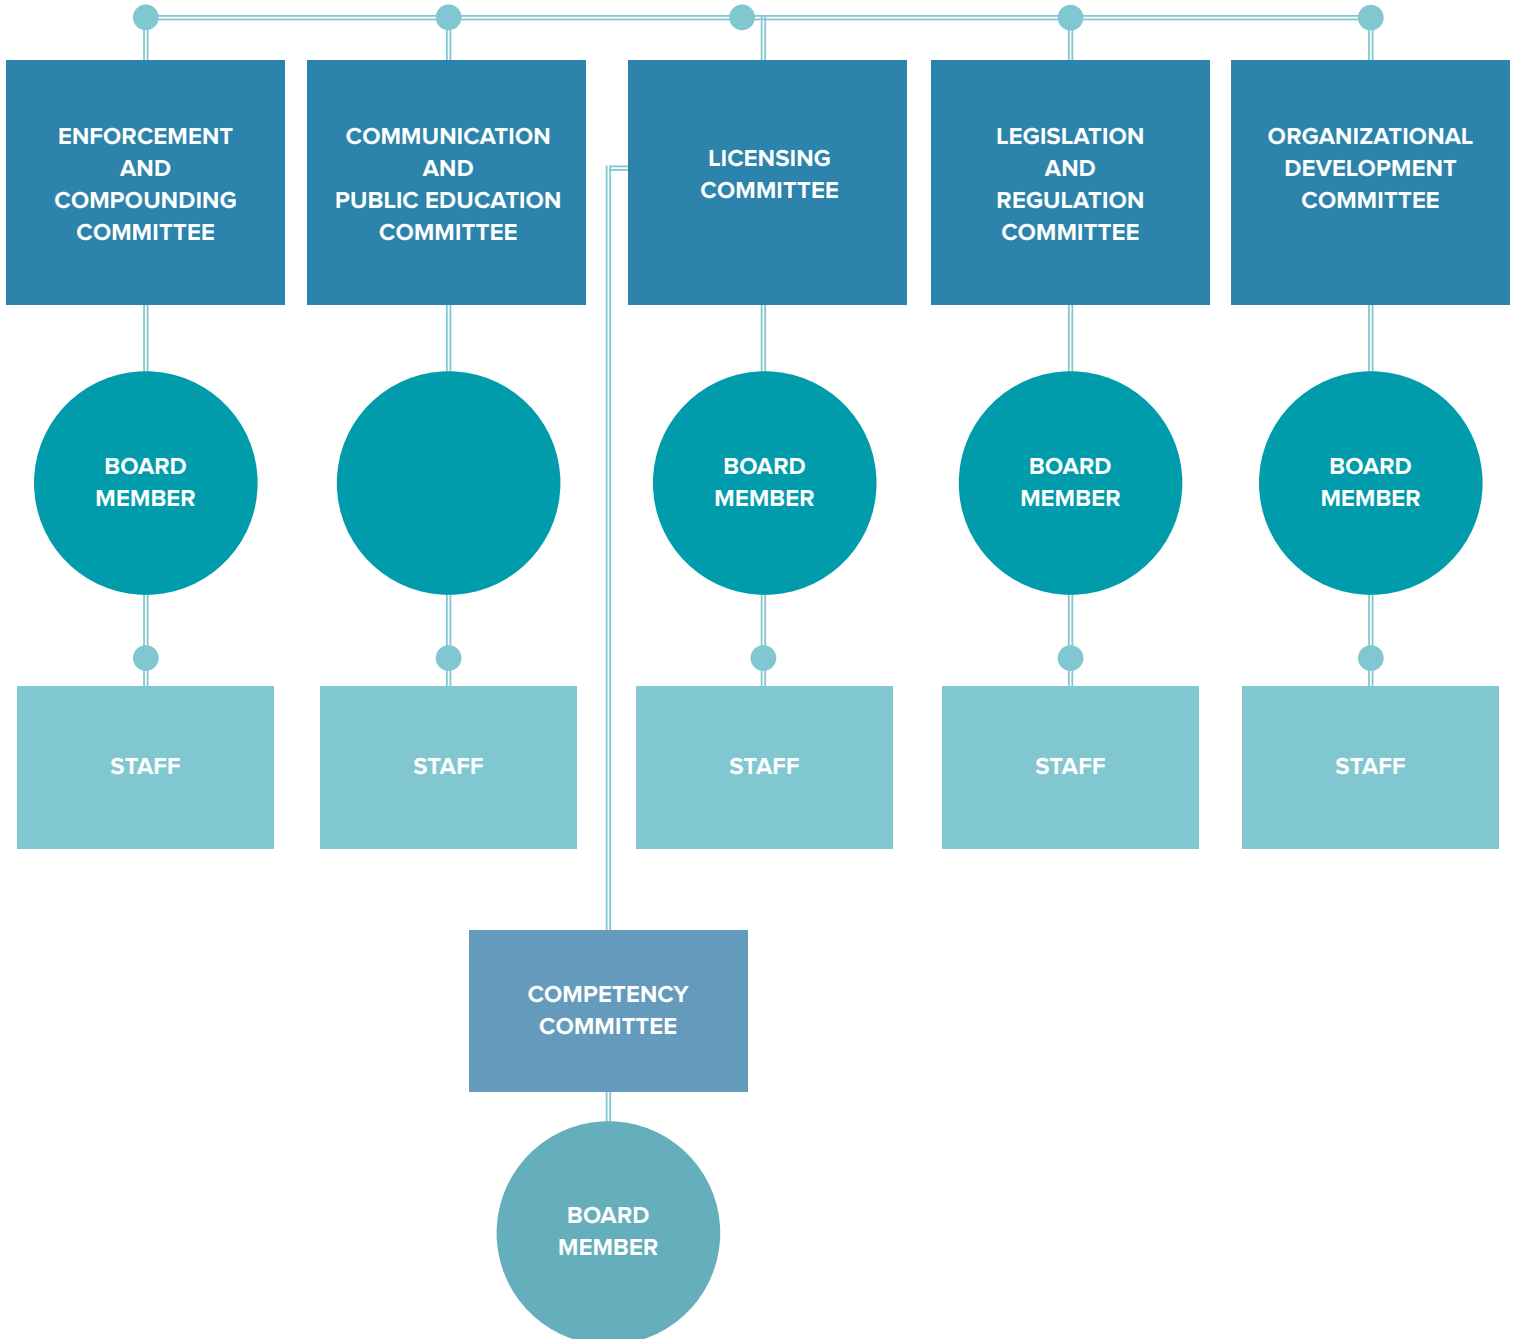 ENFORCEMENT
AND
COMPOUNDING
COMMITTEE
COMMUNICATION
AND
PUBLIC EDUCATION
COMMITTEE
LICENSING
COMMITTEE
LEGISLATION
AND
REGULATION
COMMITTEE
ORGANIZATIONAL
DEVELOPMENT
COMMITTEE
BOARD
MEMBER
BOARD
MEMBER
BOARD
MEMBER
BOARD
MEMBER
STAFF
STAFF
STAFF
STAFF
STAFF
COMPETENCY
COMMITTEE
BOARD
MEMBER